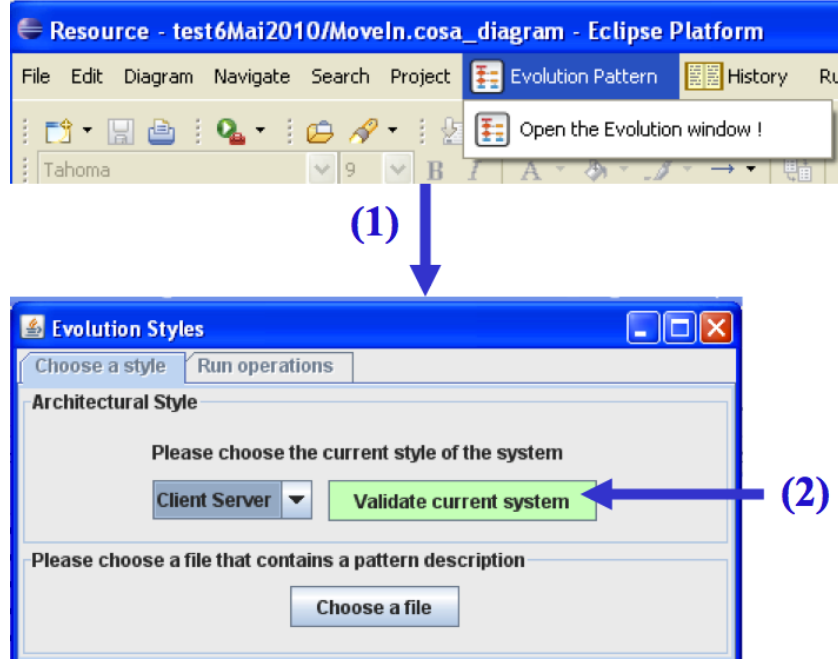 Resource - test6Mai2010/MoveIn.cosa_diagram - Eclipse Platform
File Edit Diagram Navigate Search Project Evolution Pattern History Ru
Open the Evolution window !
Tahoma 9 B I A
(1)
Evolution Styles
Choose a style Run operations
Architectural Style
Please choose the current style of the system
Client Server Validate current system (2)
Please choose a file that contains a pattern description
Choose a file